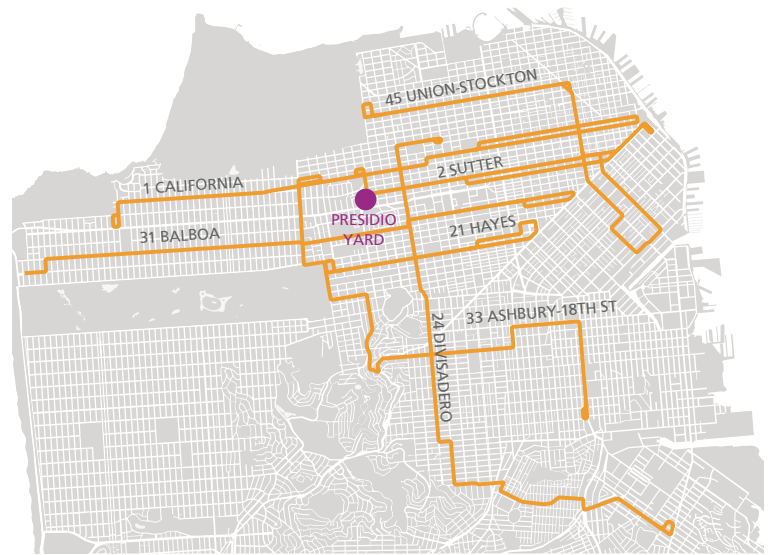 45 UNION-STOCKTON
1 CALIFORNIA
2 SUTTER
PRESIDIO
YARD
31 BALBOA
21 HAYES
33 ASHBURY-18TH ST
24 DIVISADERO